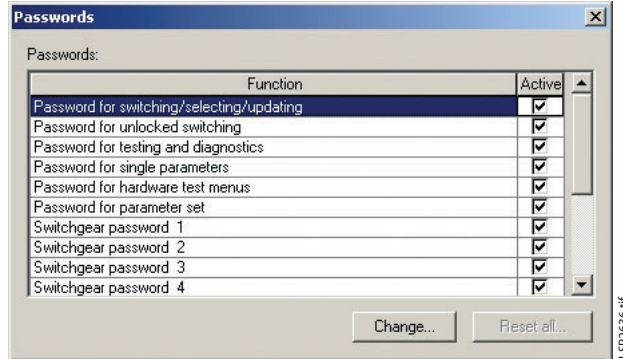 Passwords
Passwords:
Function Active
Password for switching/selecting/updating
Password for unlocked switching
Password for testing and diagnostics
Password for single parameters
Password for hardware test menus
Password for parameter set
Switchgear password 1
Switchgear password 2
Switchgear password 3
Switchgear password 4
Change... Reset all...
LSP2636.tif